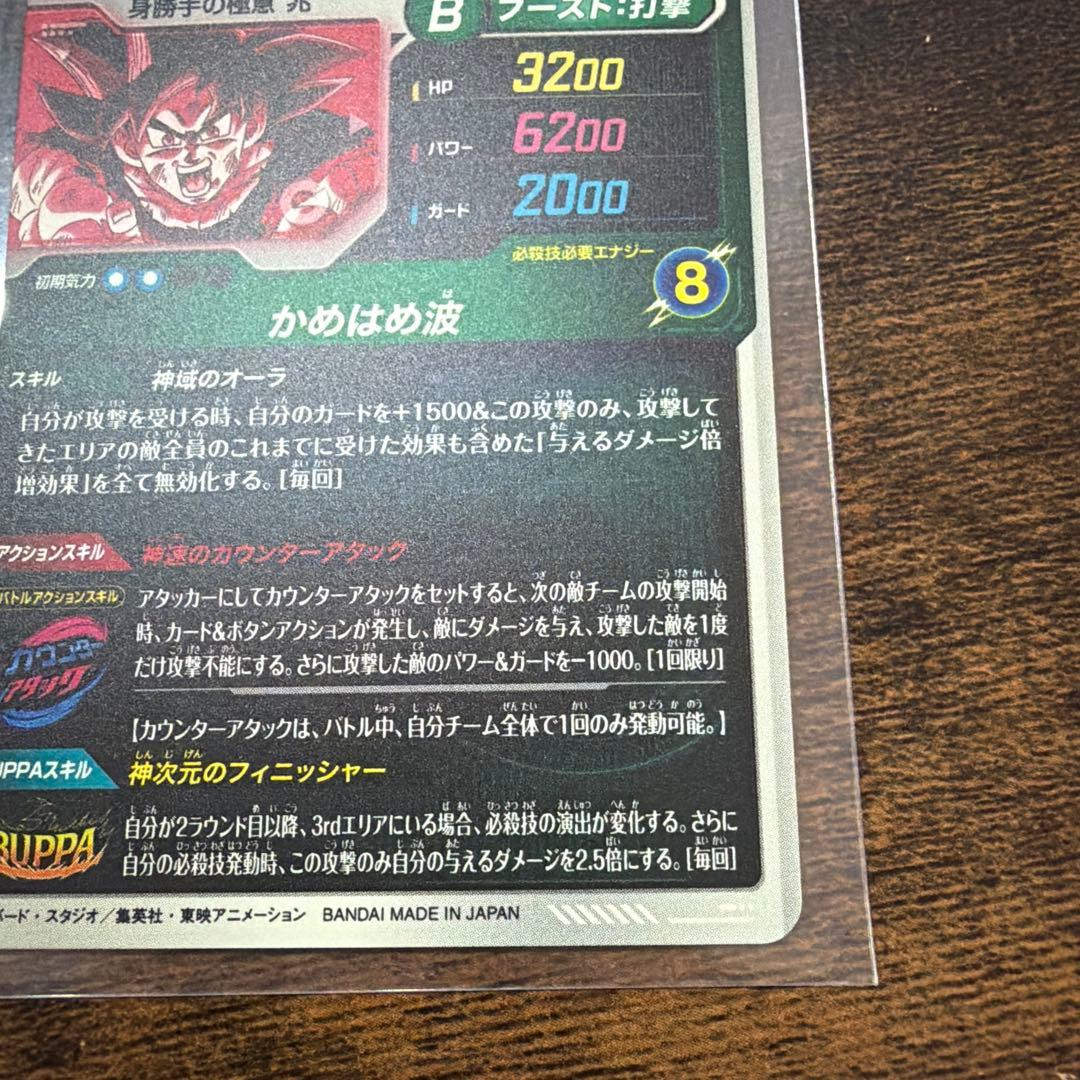 身勝手の極意 兆
B ブースト:打撃
HP 3200
パワー 6200
ガード 2000
必殺技必要エナジー
8
初期気力
かめはめ波
スキル 神域のオーラ
自分が攻撃を受ける時、自分のガードを+1500&この攻撃のみ、攻撃して
きたエリアの敵全員のこれまでに受けた効果も含めた「与えるダメージ倍
増効果」を全て無効化する。[毎回]
アクションスキル 神速のカウンターアタック
バトルアクションスキル
カウンター
アタック
アタッカーにしてカウンターアタックをセットすると、次の敵チームの攻撃開始
時、カード&ボタンアクションが発生し、敵にダメージを与え、攻撃した敵を1度
だけ攻撃不能にする。さらに攻撃した敵のパワー&ガードを-1000。[1回限り]
【カウンターアタックは、バトル中、自分チーム全体で1回のみ発動可能。】
UPPAスキル 神次元のフィニッシャー
BUPPA
自分が2ラウンド目以降、3rdエリアにいる場合、必殺技の演出が変化する。さらに
自分の必殺技発動時、この攻撃のみ自分の与えるダメージを2.5倍にする。[毎回]
バード・スタジオ/集英社・東映アニメーション BANDAI MADE IN JAPAN